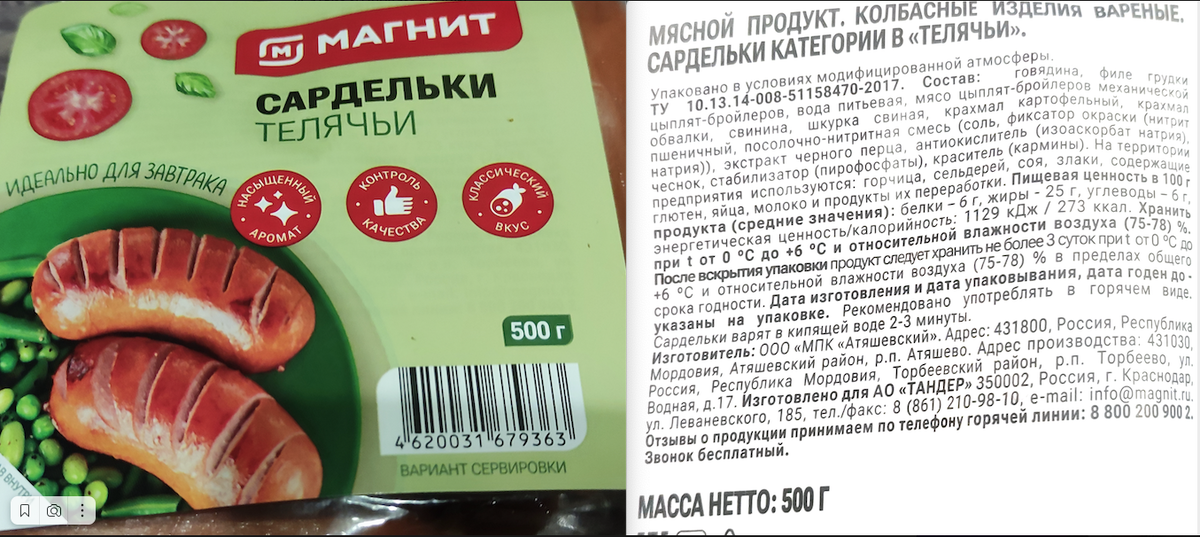 МАГНИТ
САРДЕЛЬКИ
ТЕЛЯЧЬИ
ИДЕАЛЬНО ДЛЯ ЗАВТРАКА
НАСЫЩЕННЫЙ
АРОМАТ
КОНТРОЛЬ
КАЧЕСТВА
КЛАССИЧЕСКИЙ
ВКУС
500 г
4 620031 679363
ВАРИАНТ СЕРВИРОВКИ
МЯСНОЙ ПРОДУКТ. КОЛБАСНЫЕ ИЗДЕЛИЯ ВАРЕНЫЕ.
САРДЕЛЬКИ КАТЕГОРИИ В «ТЕЛЯЧЬИ».
Упаковано в условиях модифицированной атмосферы.
ТУ 10.13.14-008-51158470-2017. Состав: говядина, филе грудки
цыплят-бройлеров, вода питьевая, мясо цыплят-бройлеров механической
обвалки, свинина, шкурка свиная, крахмал картофельный, крахмал
пшеничный, посолочно-нитритная смесь (соль, фиксатор окраски (нитрит
натрия)), экстракт черного перца, антиокислитель (изоаскорбат натрия),
чеснок, стабилизатор (пирофосфаты), краситель (кармины). На территории
предприятия используются: горчица, сельдерей, соя, злаки, содержащие
глютен, яйца, молоко и продукты их переработки. Пищевая ценность в 100 г
продукта (средние значения): белки – 6 г, жиры - 25 г, углеводы – 6 г,
энергетическая ценность/калорийность: 1129 кДж / 273 ккал. Хранить
при t от 0 °С до +6 °С и относительной влажности воздуха (75-78) %.
После вскрытия упаковки продукт следует хранить не более 3 суток при t от 0 °С до
+6 °С и относительной влажности воздуха (75-78) % в пределах общего
срока годности. Дата изготовления и дата упаковывания, дата годен до -
указаны на упаковке. Рекомендовано употреблять в горячем виде.
Сардельки варят в кипящей воде 2-3 минуты.
Изготовитель: ООО «МПК «Атяшевский». Адрес: 431800, Россия, Республика
Мордовия, Атяшевский район, р.п. Атяшево. Адрес производства: 431030,
Россия, Республика Мордовия, Торбеевский район, р.п. Торбеево, ул.
Водная, д.17. Изготовлено для АО «ТАНДЕР» 350002, Россия, г. Краснодар,
ул. Леваневского, 185, тел./факс: 8 (861) 210-98-10, e-mail: info@magnit.ru.
Отзывы о продукции принимаем по телефону горячей линии: 8 800 200 900 2.
Звонок бесплатный.
МАССА НЕТТО: 500 Г